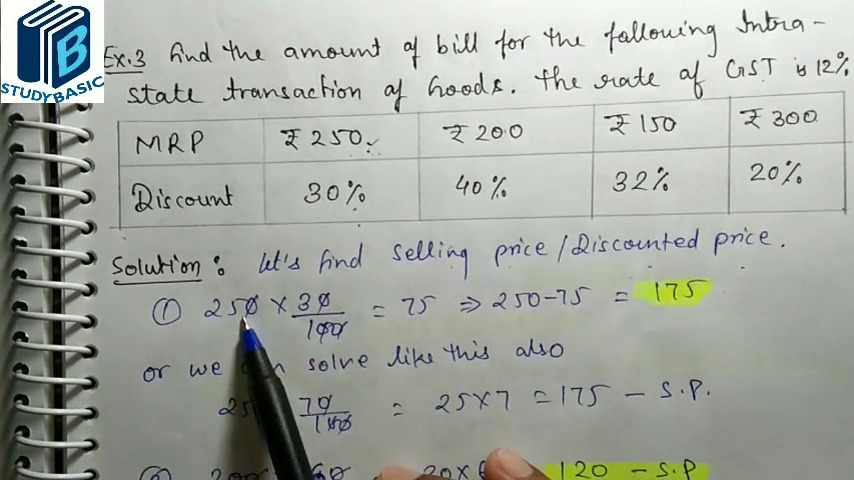 B
STUDYBASIC
Ex.3 find the amount of bill for the following Intra-
state transaction of Goods. The rate of GST is 12%
MRP ₹250 ₹200 ₹150 ₹300
Discount 30% 40% 32% 20%
Solution: let's find selling price/Discounted price.
① 250 × 30/100 = 75 ⇒ 250-75 = 175
or we solve like this also
70/100 = 25×7 = 175 - S.P.
120 - S.P